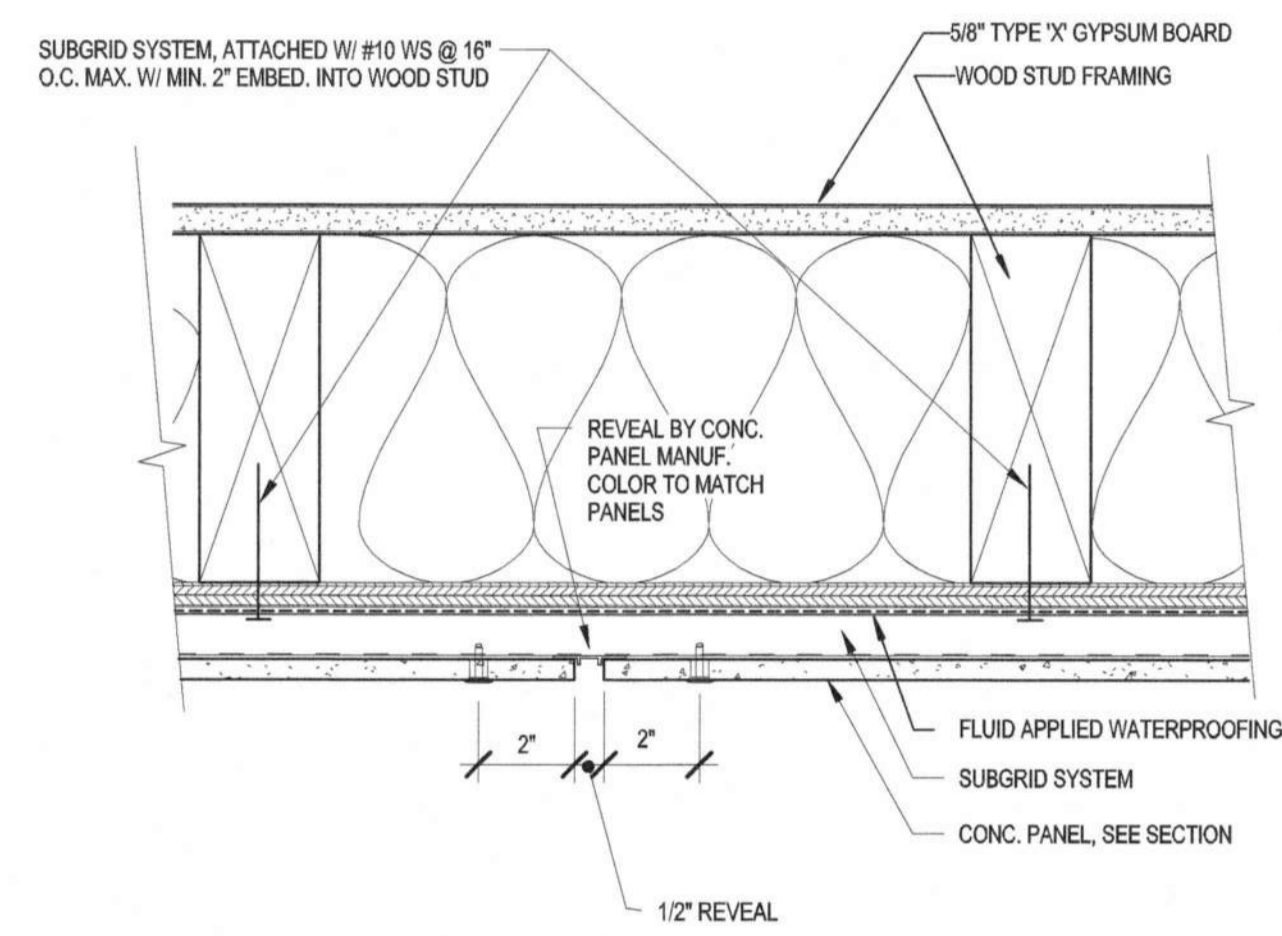 SUBGRID SYSTEM, ATTACHED W/ #10 WS @ 16"
O.C. MAX. W/ MIN. 2" EMBED. INTO WOOD STUD
5/8" TYPE 'X' GYPSUM BOARD
WOOD STUD FRAMING
REVEAL BY CONC.
PANEL MANUF.
COLOR TO MATCH
PANELS
2"
2"
FLUID APPLIED WATERPROOFING
SUBGRID SYSTEM
CONC. PANEL, SEE SECTION
1/2" REVEAL